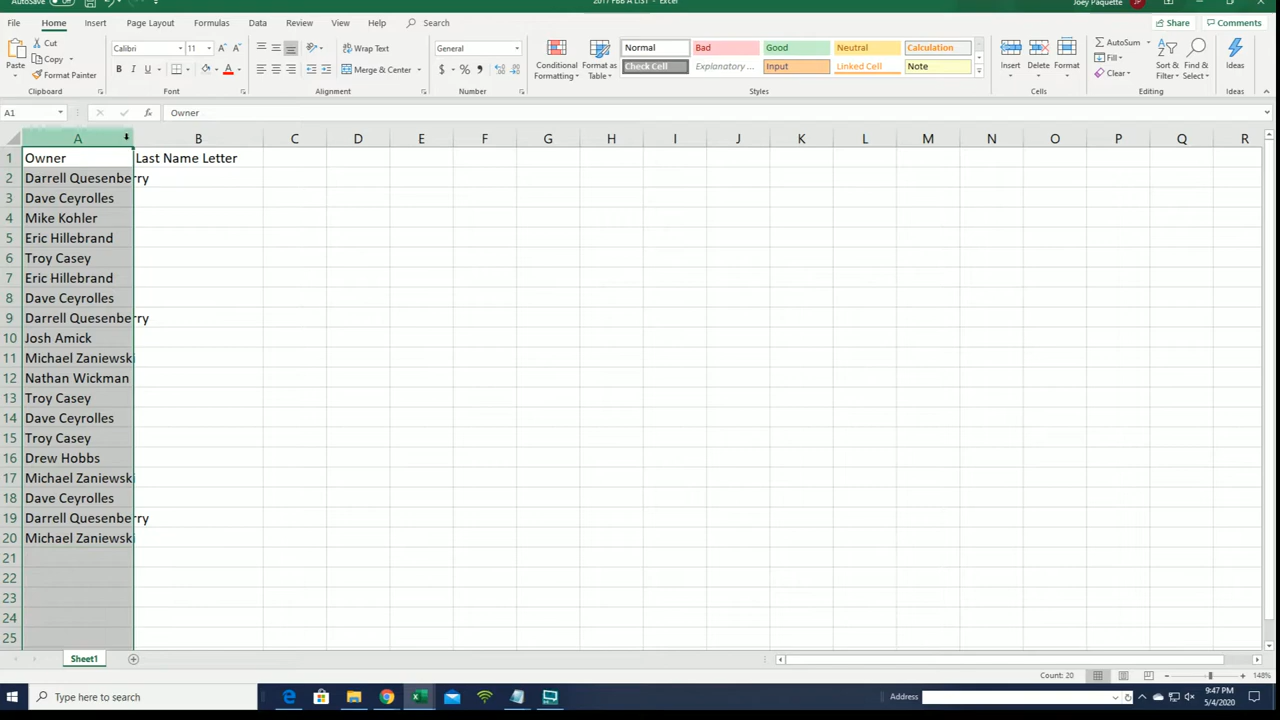 AutoSave Off 2017 FBB A LIST - Excel Joey Paquette JP
File Home Insert Page Layout Formulas Data Review View Help Search Share Comments
Paste Cut Copy Format Painter Clipboard
Calibri 11 A A B I U A Font
Wrap Text Merge & Center Alignment
General $ % , Number
Conditional Formatting Format as Table Normal Bad Good Neutral Calculation
Check Cell Explanatory ... Input Linked Cell Note Styles
Insert Delete Format Cells
AutoSum Fill Clear Sort & Filter Find & Select Editing
Ideas Ideas
A1 fx Owner
A B C D E F G H I J K L M N O P Q R
1 Owner Last Name Letter
2 Darrell Quesenberry
3 Dave Ceyrolles
4 Mike Kohler
5 Eric Hillebrand
6 Troy Casey
7 Eric Hillebrand
8 Dave Ceyrolles
9 Darrell Quesenberry
10 Josh Amick
11 Michael Zaniewski
12 Nathan Wickman
13 Troy Casey
14 Dave Ceyrolles
15 Troy Casey
16 Drew Hobbs
17 Michael Zaniewski
18 Dave Ceyrolles
19 Darrell Quesenberry
20 Michael Zaniewski
21
22
23
24
25
Sheet1
Count: 20 148%
Type here to search Address 9:47 PM
5/4/2020